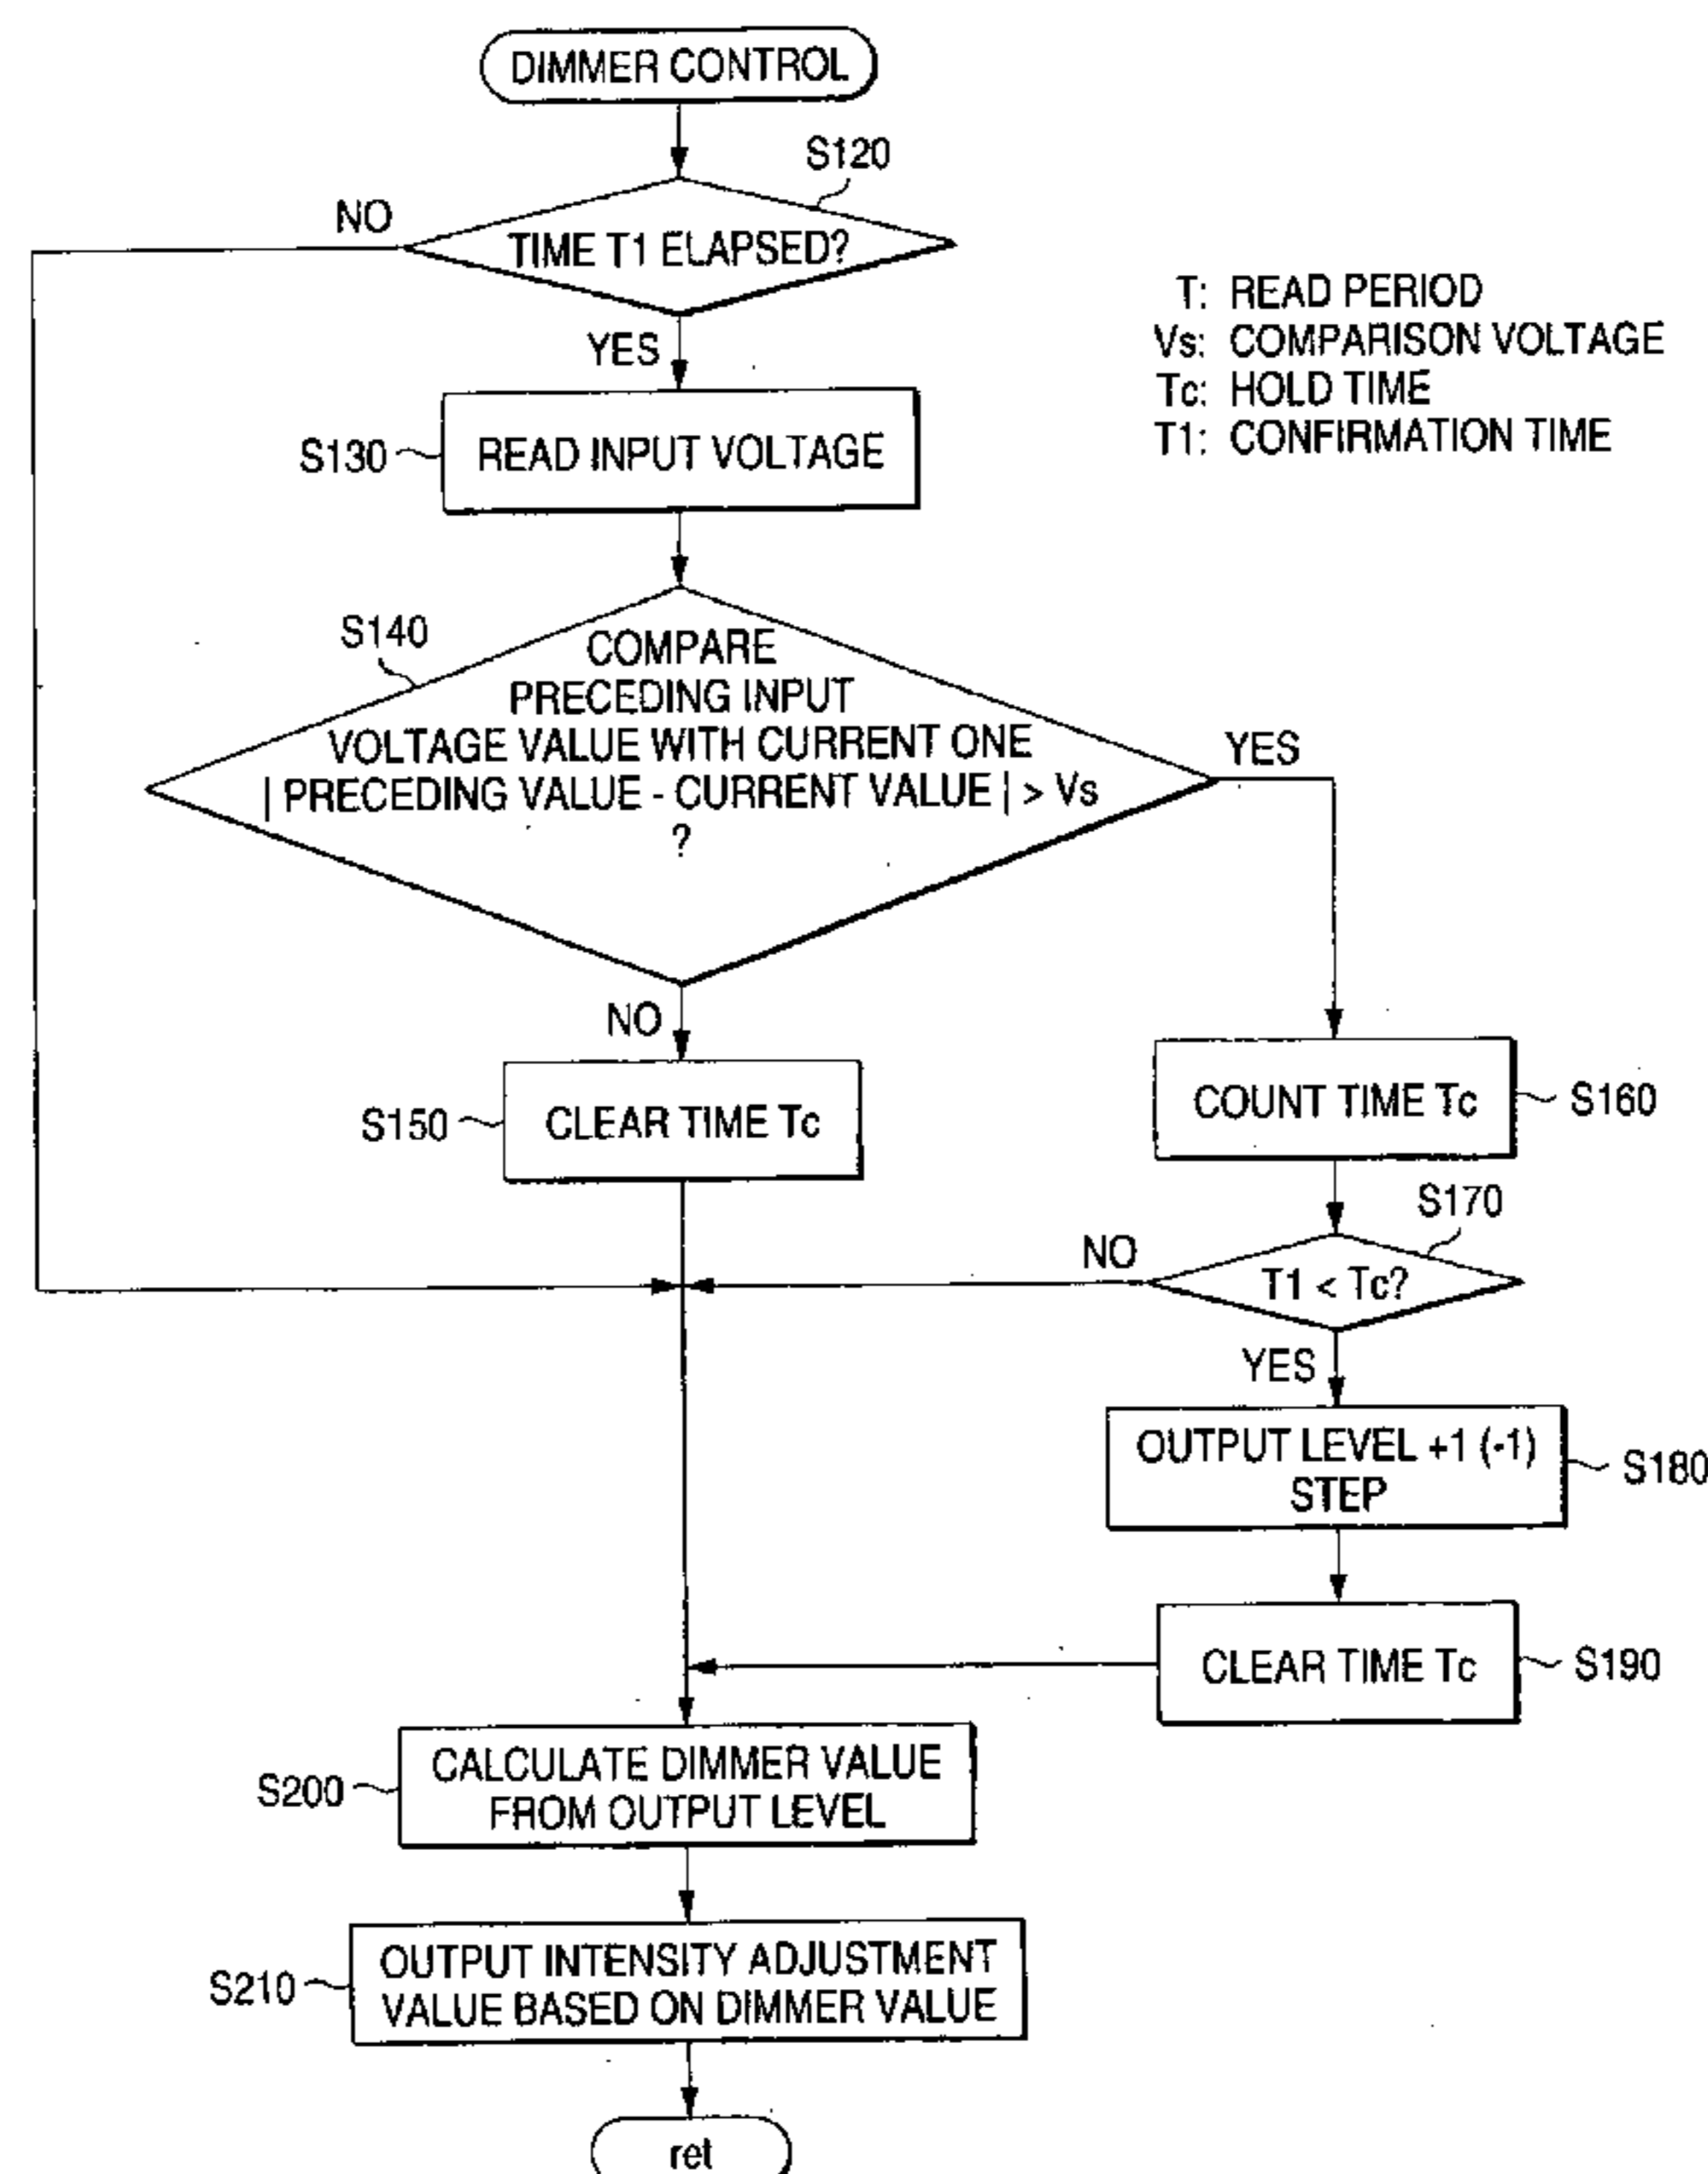 DIMMER CONTROL
S120
NO
TIME T1 ELAPSED?
T: READ PERIOD
Vs: COMPARISON VOLTAGE
Tc: HOLD TIME
T1: CONFIRMATION TIME
YES
S130
READ INPUT VOLTAGE
S140
COMPARE
PRECEDING INPUT
VOLTAGE VALUE WITH CURRENT ONE
| PRECEDING VALUE - CURRENT VALUE | > Vs
?
YES
NO
S150
CLEAR TIME Tc
COUNT TIME Tc
S160
S170
NO
T1 < Tc?
YES
OUTPUT LEVEL +1 (-1)
STEP
S180
CLEAR TIME Tc
S190
S200
CALCULATE DIMMER VALUE
FROM OUTPUT LEVEL
S210
OUTPUT INTENSITY ADJUSTMENT
VALUE BASED ON DIMMER VALUE
ret